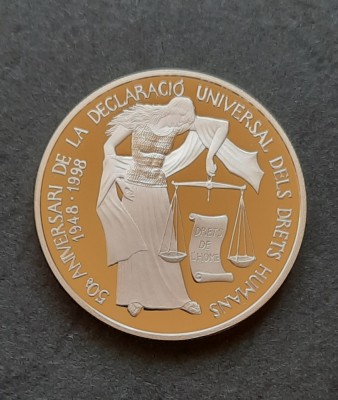 50è ANIVERSARI DE LA DECLARACIÓ UNIVERSAL DELS DRETS HUMANS
1948 · 1998
DRETS
DE
L'HOME